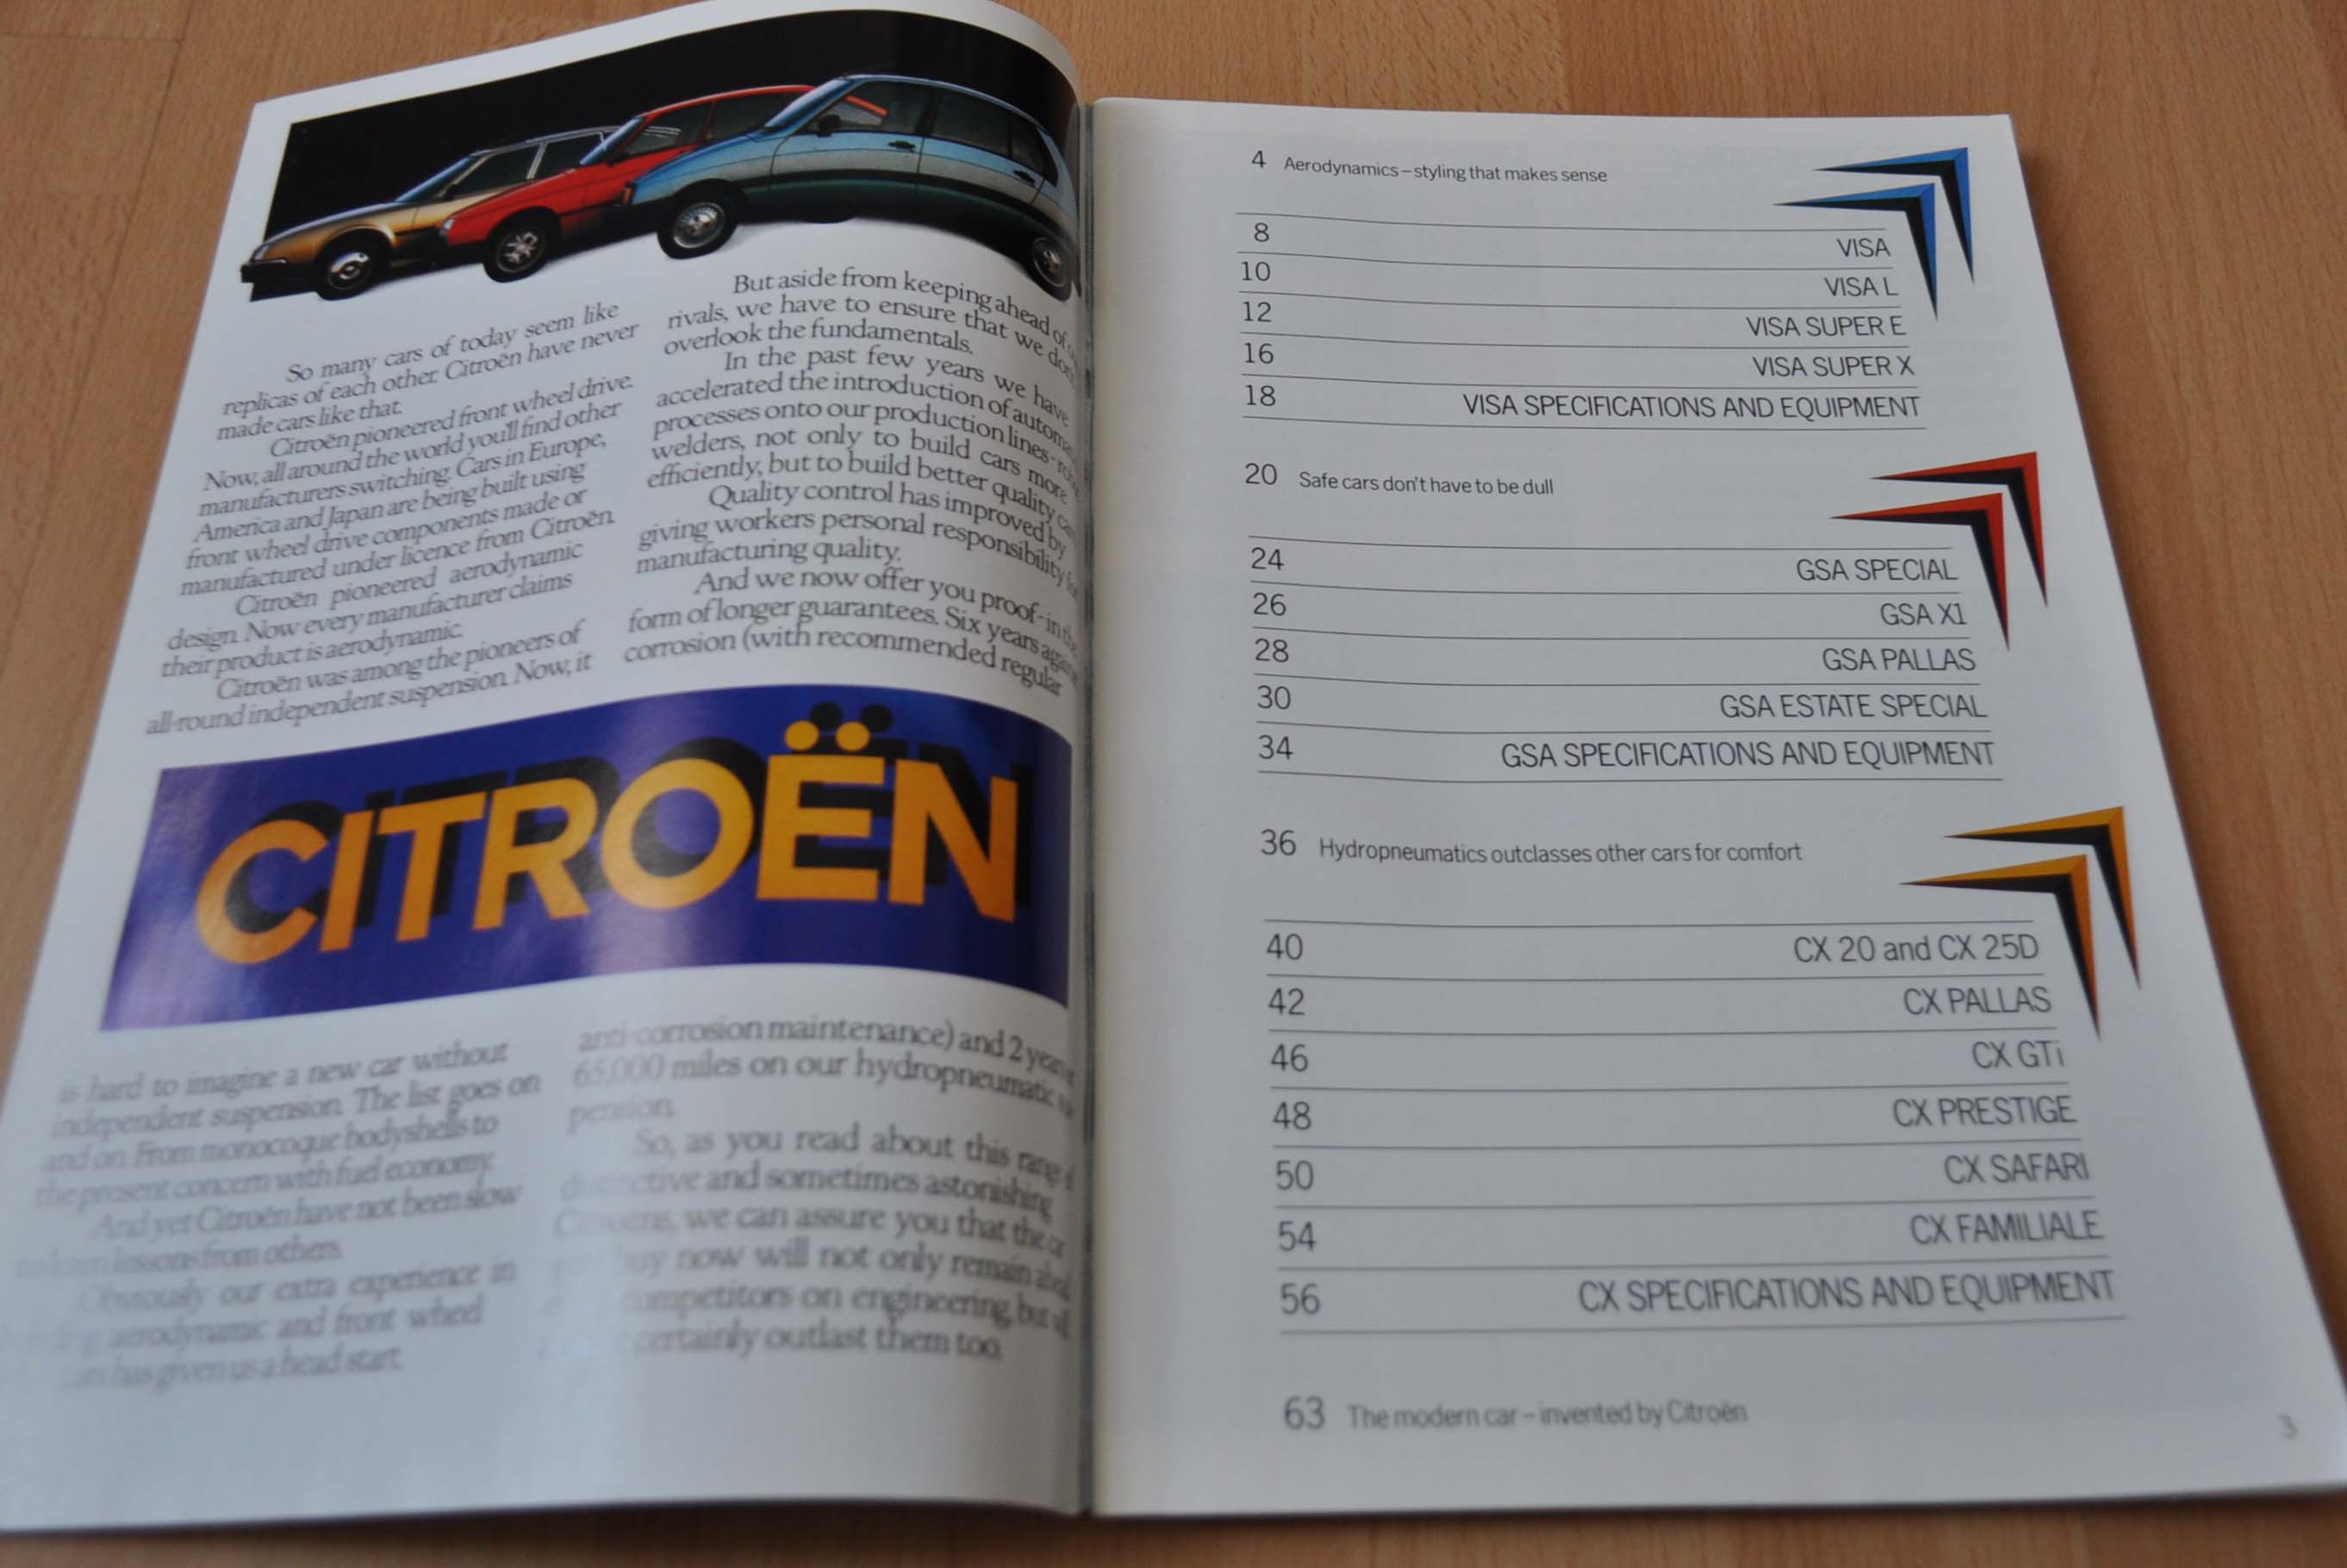 So many cars of today seem like
replicas of each other. Citroën have never
made cars like that.
Citroën pioneered front wheel drive.
Now, all around the world you'll find other
manufacturers switching. Cars in Europe,
America and Japan are being built using
front wheel drive components made or
manufactured under licence from Citroën.
Citroën pioneered aerodynamic
design. Now every manufacturer claims
their product is aerodynamic.
Citroën was among the pioneers of
all-round independent suspension. Now, it
CITROËN
is hard to imagine a new car without
independent suspension. The list goes on
and on. From monocoque bodyshells to
the present concern with fuel economy.
And yet Citroën have not been slow
to learn lessons from others.
Obviously our extra experience in
aerodynamic and front wheel
cars has given us a head start.
But aside from keeping ahead of
rivals, we have to ensure that we don't
overlook the fundamentals.
In the past few years we have
accelerated the introduction of
processes onto our production lines-
welders, not only to build cars more
efficiently, but to build better quality
Quality control has improved by
giving workers personal responsibility for
manufacturing quality.
And we now offer you proof-in the
form of longer guarantees. Six years against
corrosion (with recommended regular
anti-corrosion maintenance) and 2 years
65,000 miles on our hydropneumatic
pension.
So, as you read about this range
distinctive and sometimes astonishing
Citroëns, we can assure you that the
you buy now will not only remain
competitors on engineering, but
certainly outlast them too.
4 Aerodynamics – styling that makes sense
8 VISA
10 VISA L
12 VISA SUPER E
16 VISA SUPER X
18 VISA SPECIFICATIONS AND EQUIPMENT
20 Safe cars don't have to be dull
24 GSA SPECIAL
26 GSA X1
28 GSA PALLAS
30 GSA ESTATE SPECIAL
34 GSA SPECIFICATIONS AND EQUIPMENT
36 Hydropneumatics outclasses other cars for comfort
40 CX 20 and CX 25D
42 CX PALLAS
46 CX GTi
48 CX PRESTIGE
50 CX SAFARI
54 CX FAMILIALE
56 CX SPECIFICATIONS AND EQUIPMENT
63 The modern car – invented by Citroën
3